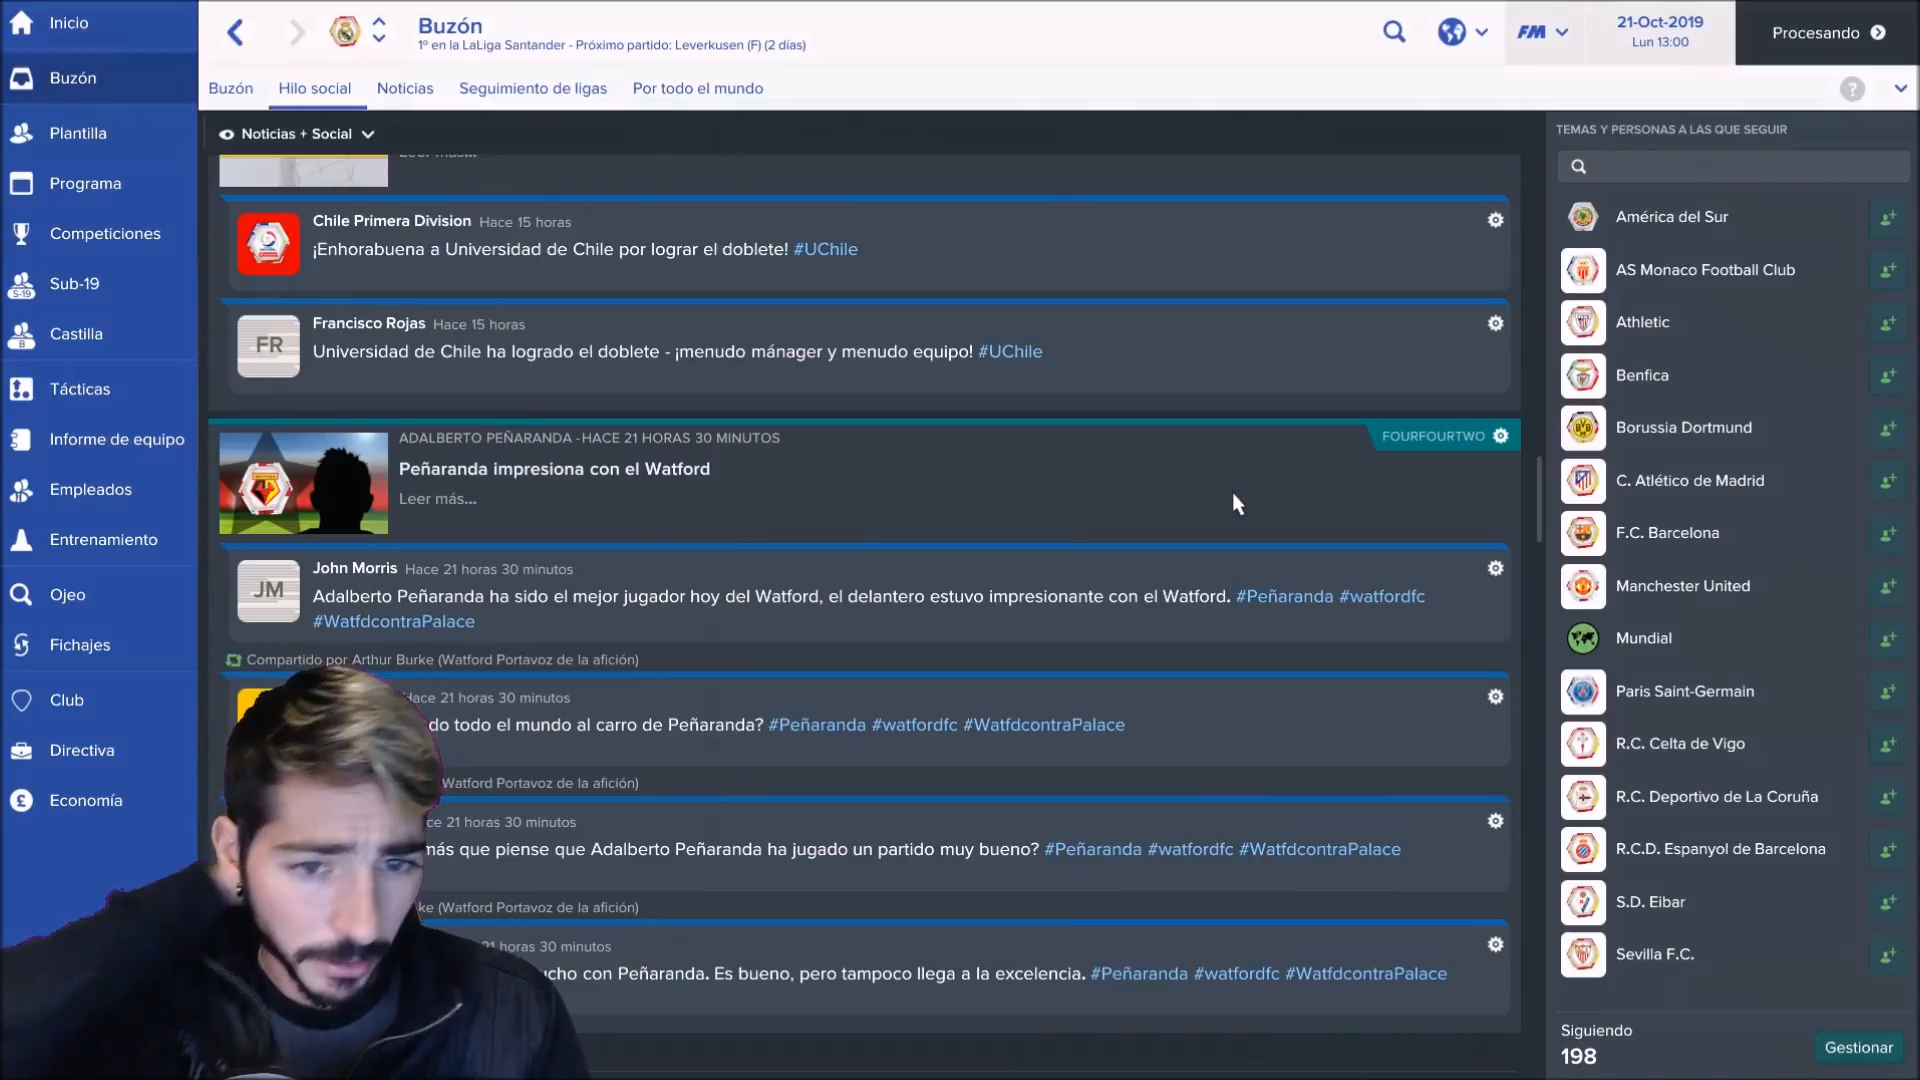 Inicio
Buzón
Plantilla
Programa
Competiciones
Sub-19
Castilla
Tácticas
Informe de equipo
Empleados
Entrenamiento
Ojeo
Fichajes
Club
Directiva
Economía
Buzón
1º en la LaLiga Santander - Próximo partido: Leverkusen (F) (2 días)
FM
21-Oct-2019
Lun 13:00
Procesando
Buzón
Hilo social
Noticias
Seguimiento de ligas
Por todo el mundo
Noticias + Social
Leer más...
Chile Primera Division Hace 15 horas
¡Enhorabuena a Universidad de Chile por lograr el doblete! #UChile
FR
Francisco Rojas Hace 15 horas
Universidad de Chile ha logrado el doblete - ¡menudo mánager y menudo equipo! #UChile
ADALBERTO PEÑARANDA - HACE 21 HORAS 30 MINUTOS
FOURFOURTWO
Peñaranda impresiona con el Watford
Leer más...
JM
John Morris Hace 21 horas 30 minutos
Adalberto Peñaranda ha sido el mejor jugador hoy del Watford, el delantero estuvo impresionante con el Watford. #Peñaranda #watfordfc
#WatfdcontraPalace
Compartido por Arthur Burke (Watford Portavoz de la afición)
Hace 21 horas 30 minutos
do todo el mundo al carro de Peñaranda? #Peñaranda #watfordfc #WatfdcontraPalace
(Watford Portavoz de la afición)
ce 21 horas 30 minutos
más que piense que Adalberto Peñaranda ha jugado un partido muy bueno? #Peñaranda #watfordfc #WatfdcontraPalace
ke (Watford Portavoz de la afición)
21 horas 30 minutos
ucho con Peñaranda. Es bueno, pero tampoco llega a la excelencia. #Peñaranda #watfordfc #WatfdcontraPalace
TEMAS Y PERSONAS A LAS QUE SEGUIR
América del Sur
AS Monaco Football Club
Athletic
Benfica
Borussia Dortmund
C. Atlético de Madrid
F.C. Barcelona
Manchester United
Mundial
Paris Saint-Germain
R.C. Celta de Vigo
R.C. Deportivo de La Coruña
R.C.D. Espanyol de Barcelona
S.D. Eibar
Sevilla F.C.
Siguiendo
198
Gestionar